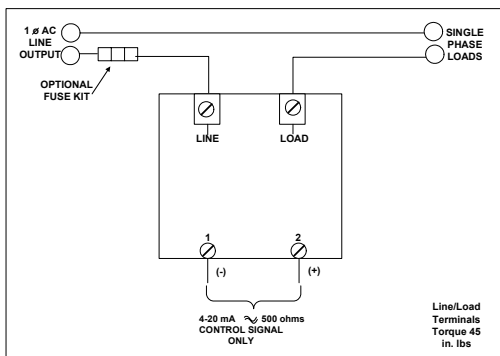 1 ø AC
LINE
OUTPUT
SINGLE
PHASE
LOADS
OPTIONAL
FUSE KIT
LINE
LOAD
1
2
(-)
(+)
4-20 mA ≈ 500 ohms
CONTROL SIGNAL
ONLY
Line/Load
Terminals
Torque 45
in. lbs